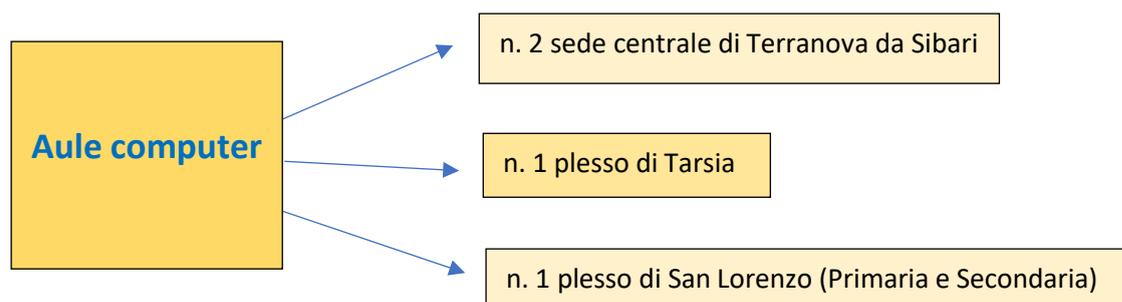 Aule computer
n. 2 sede centrale di Terranova da Sibari
n. 1 plesso di Tarsia
n. 1 plesso di San Lorenzo (Primaria e Secondaria)